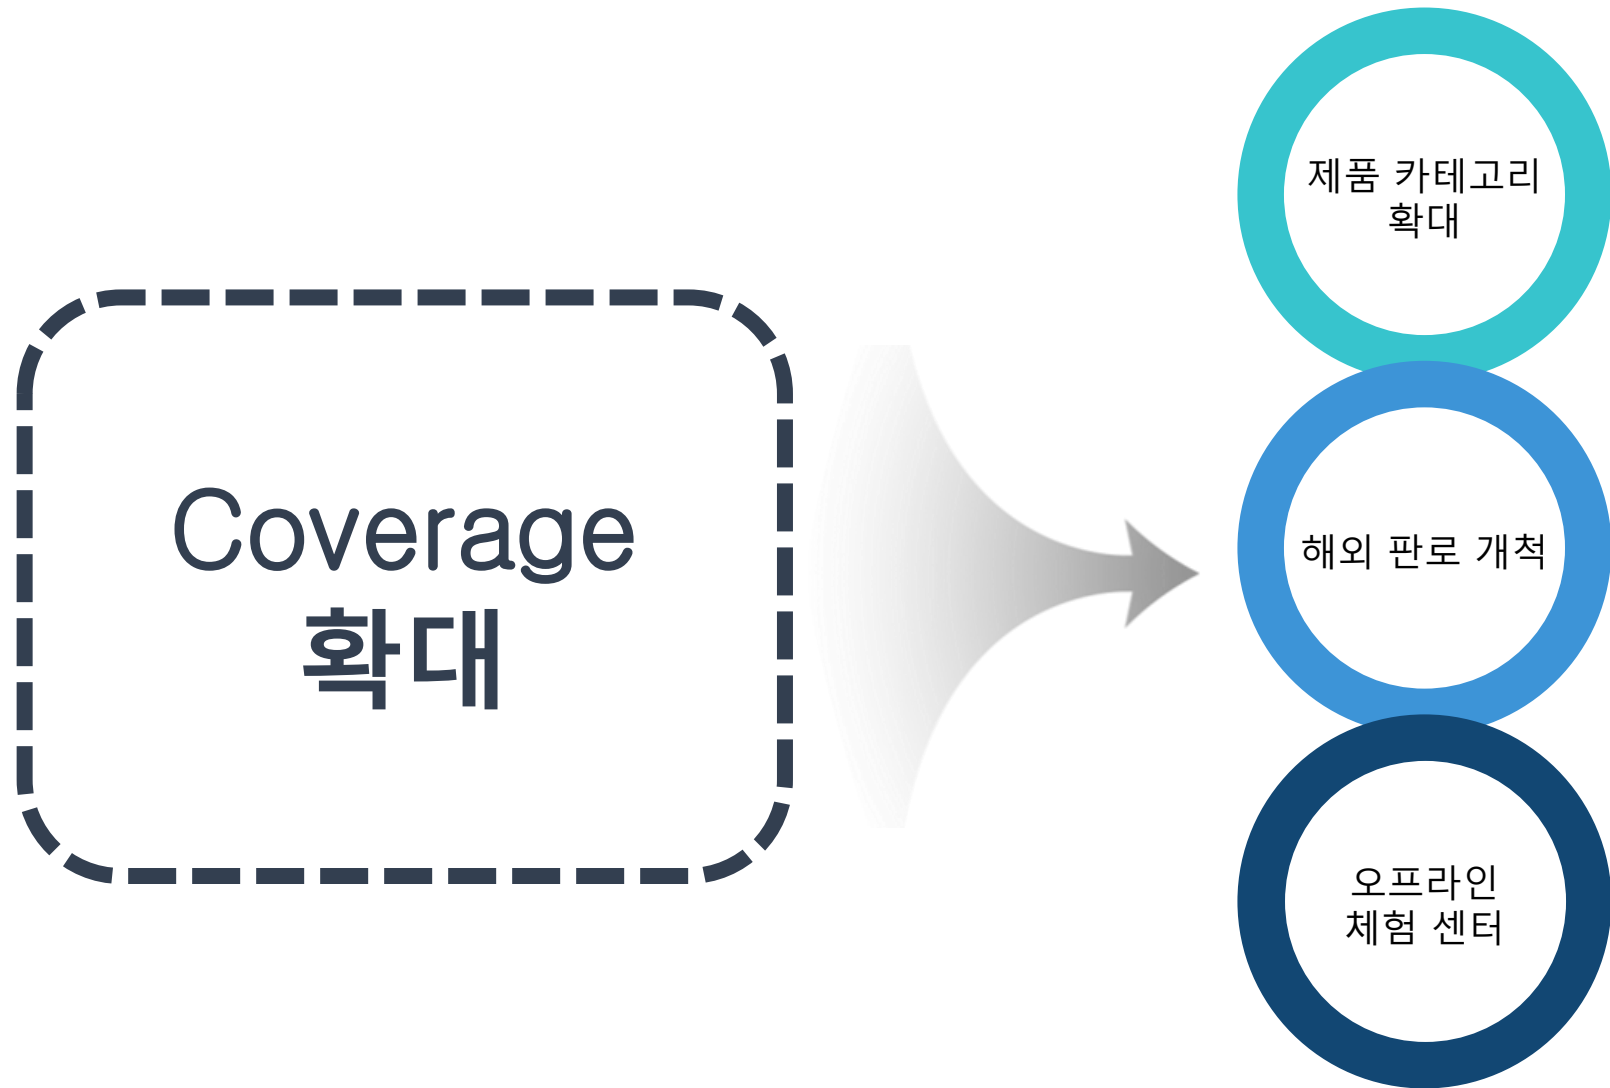 Coverage
확대
제품 카테고리
확대
해외 판로 개척
오프라인
체험 센터